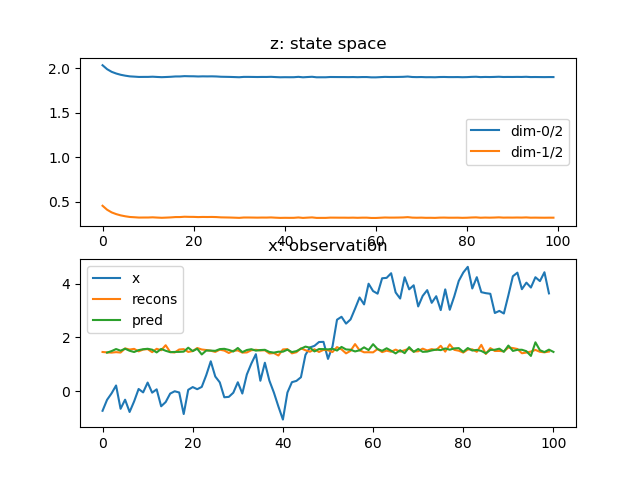 z: state space
2.0
1.5
1.0
0.5
dim-0/2
dim-1/2
0 20 40 60 80 100
x: observation
4
2
0
x
recons
pred
0 20 40 60 80 100